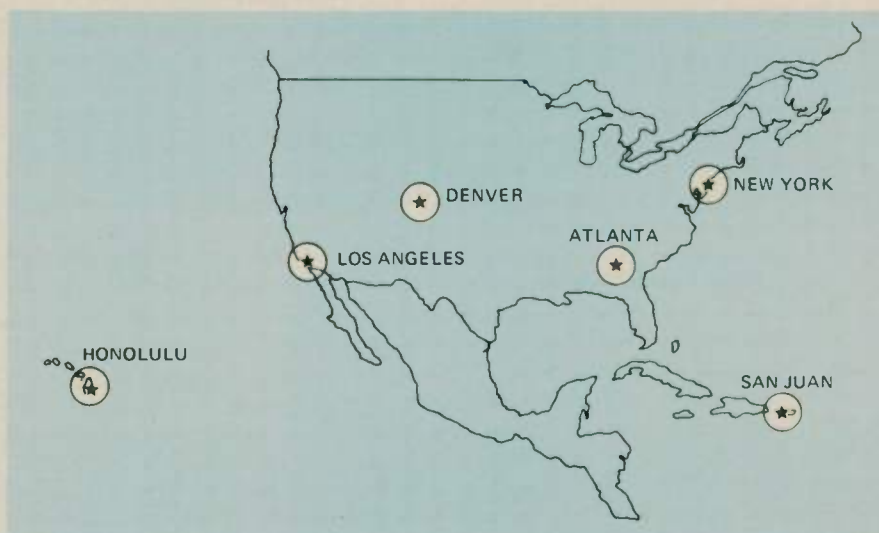 NEW YORK
DENVER
ATLANTA
LOS ANGELES
HONOLULU
SAN JUAN